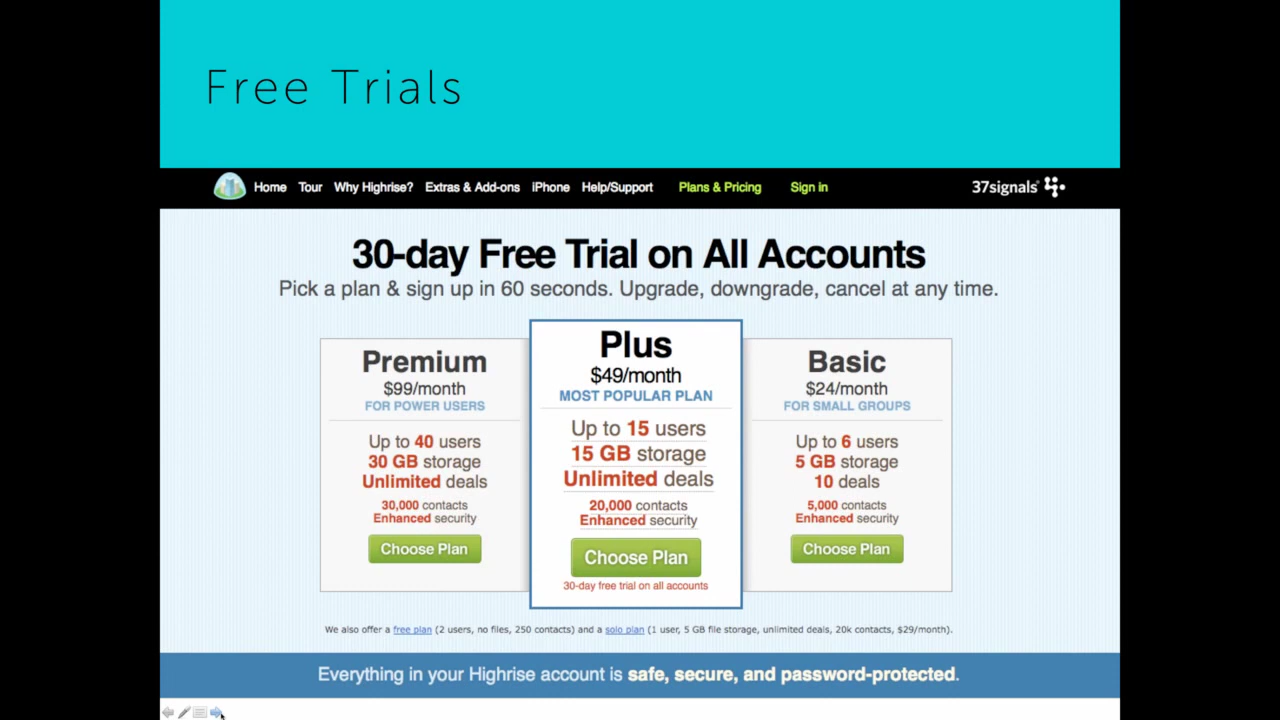 Free Trials
Home Tour Why Highrise? Extras & Add-ons iPhone Help/Support Plans & Pricing Sign in 37signals
30-day Free Trial on All Accounts
Pick a plan & sign up in 60 seconds. Upgrade, downgrade, cancel at any time.
Premium
$99/month
FOR POWER USERS
Up to 40 users
30 GB storage
Unlimited deals
30,000 contacts
Enhanced security
Choose Plan
Plus
$49/month
MOST POPULAR PLAN
Up to 15 users
15 GB storage
Unlimited deals
20,000 contacts
Enhanced security
Choose Plan
30-day free trial on all accounts
Basic
$24/month
FOR SMALL GROUPS
Up to 6 users
5 GB storage
10 deals
5,000 contacts
Enhanced security
Choose Plan
We also offer a free plan (2 users, no files, 250 contacts) and a solo plan (1 user, 5 GB file storage, unlimited deals, 20k contacts, $29/month).
Everything in your Highrise account is safe, secure, and password-protected.